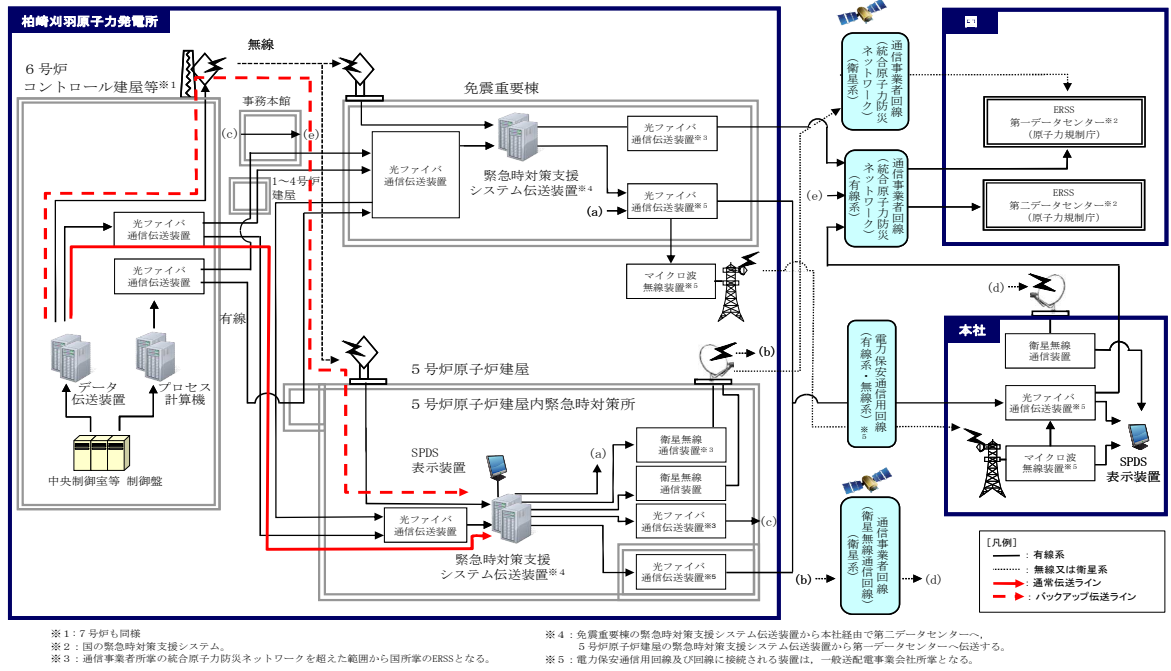 柏崎刈羽原子力発電所
6号炉
コントロール建屋等※1
無線
事務本館
(c)
(e)
1～4号炉
建屋
光ファイバ
通信伝送装置
光ファイバ
通信伝送装置
有線
データ
伝送装置
プロセス
計算機
中央制御室等 制御盤
免震重要棟
光ファイバ
通信伝送装置
緊急時対策支援
システム伝送装置※4
光ファイバ
通信伝送装置※3
(a)
光ファイバ
通信伝送装置※5
マイクロ波
無線装置※5
5号炉原子炉建屋
(b)
5号炉原子炉建屋内緊急時対策所
SPDS
表示装置
(a)
衛星無線
通信装置※3
衛星無線
通信装置
光ファイバ
通信伝送装置
光ファイバ
通信伝送装置※3
(c)
緊急時対策支援
システム伝送装置※4
光ファイバ
通信伝送装置※5
通信事業者回線
(統合原子力防災
ネットワーク)
(衛星系)
(e)
通信事業者回線
(統合原子力防災
ネットワーク)
(有線系)
電力保安通信用回線
(有線系・無線系)※5
(b)
通信事業者回線
(衛星無線通信回線)
(衛星系)
(d)
国
ERSS
第一データセンター※2
(原子力規制庁)
ERSS
第二データセンター※2
(原子力規制庁)
(d)
本社
衛星無線
通信装置
光ファイバ
通信伝送装置※5
マイクロ波
無線装置※5
SPDS
表示装置
[凡例]
：有線系
：無線又は衛星系
：通常伝送ライン
：バックアップ伝送ライン
※1：7号炉も同様
※2：国の緊急時対策支援システム。
※3：通信事業者所掌の統合原子力防災ネットワークを超えた範囲から国所掌のERSSとなる。
※4：免震重要棟の緊急時対策支援システム伝送装置から本社経由で第二データセンターへ、
5号炉原子炉建屋の緊急時対策支援システム伝送装置から第一データセンターへ伝送する。
※5：電力保安通信用回線及び回線に接続される装置は、一般送配電事業会社所掌となる。